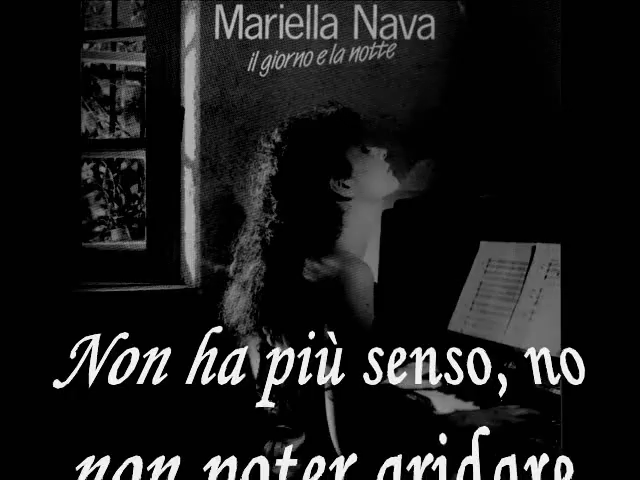 Mariella Nava
il giorno e la notte
Non ha più senso, no
non poter gridare